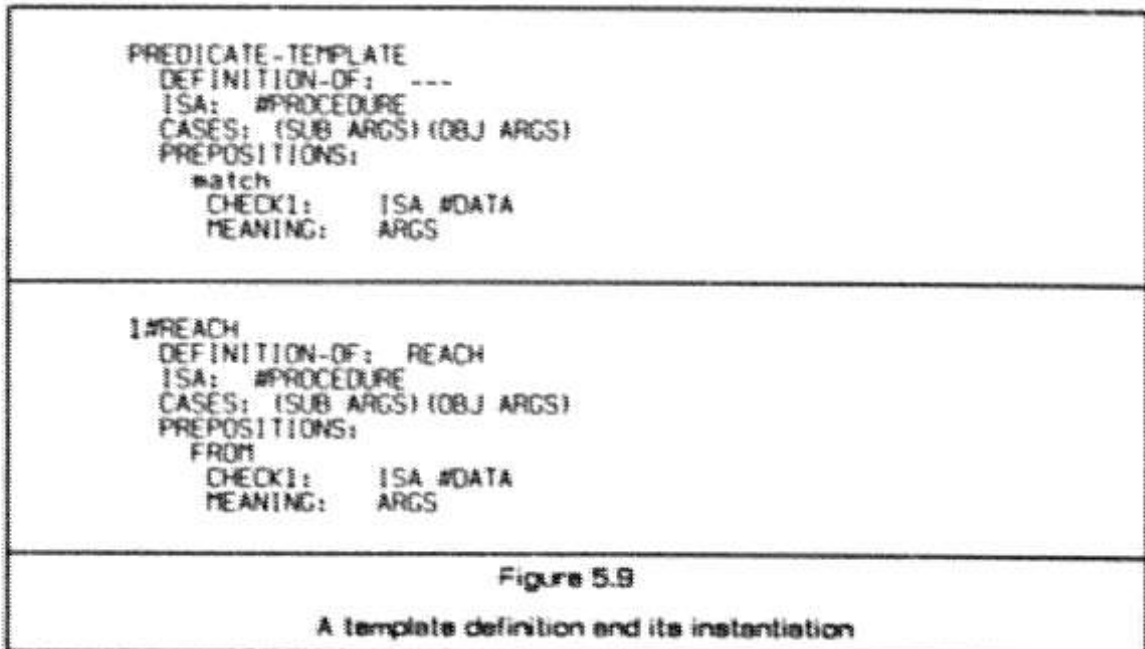 PREDICATE-TEMPLATE
DEFINITION-OF: ---
ISA: #PROCEDURE
CASES: (SUB ARGS)(OBJ ARGS)
PREPOSITIONS:
match
CHECK1: ISA #DATA
MEANING: ARGS
1#REACH
DEFINITION-OF: REACH
ISA: #PROCEDURE
CASES: (SUB ARGS)(OBJ ARGS)
PREPOSITIONS:
FROM
CHECK1: ISA #DATA
MEANING: ARGS
Figure 5.9
A template definition and its instantiation